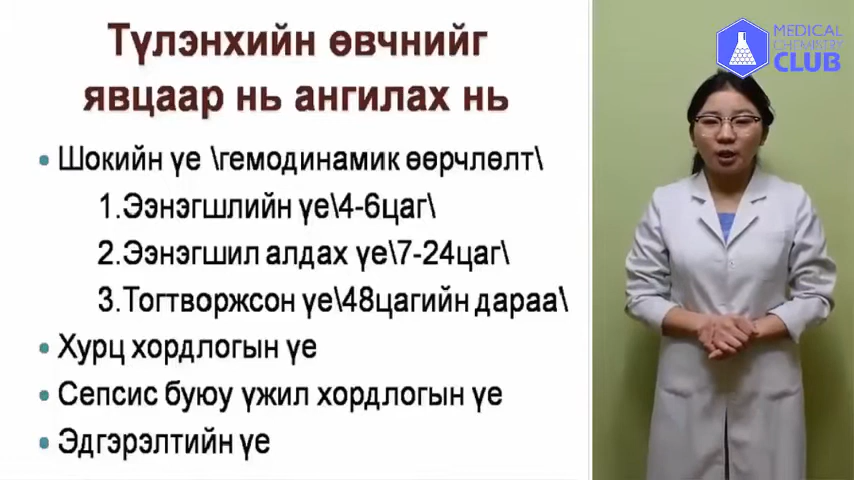 Түлэнхийн өвчнийг
явцаар нь ангилах нь
• Шокийн үе \гемодинамик өөрчлөлт\
1.Ээнэгшлийн үе\4-6цаг\
2.Ээнэгшил алдах үе\7-24цаг\
3.Тогтворжсон үе\48цагийн дараа\
• Хурц хордлогын үе
• Сепсис буюу үжил хордлогын үе
• Эдгэрэлтийн үе
MEDICAL
CHEMISTRY
CLUB